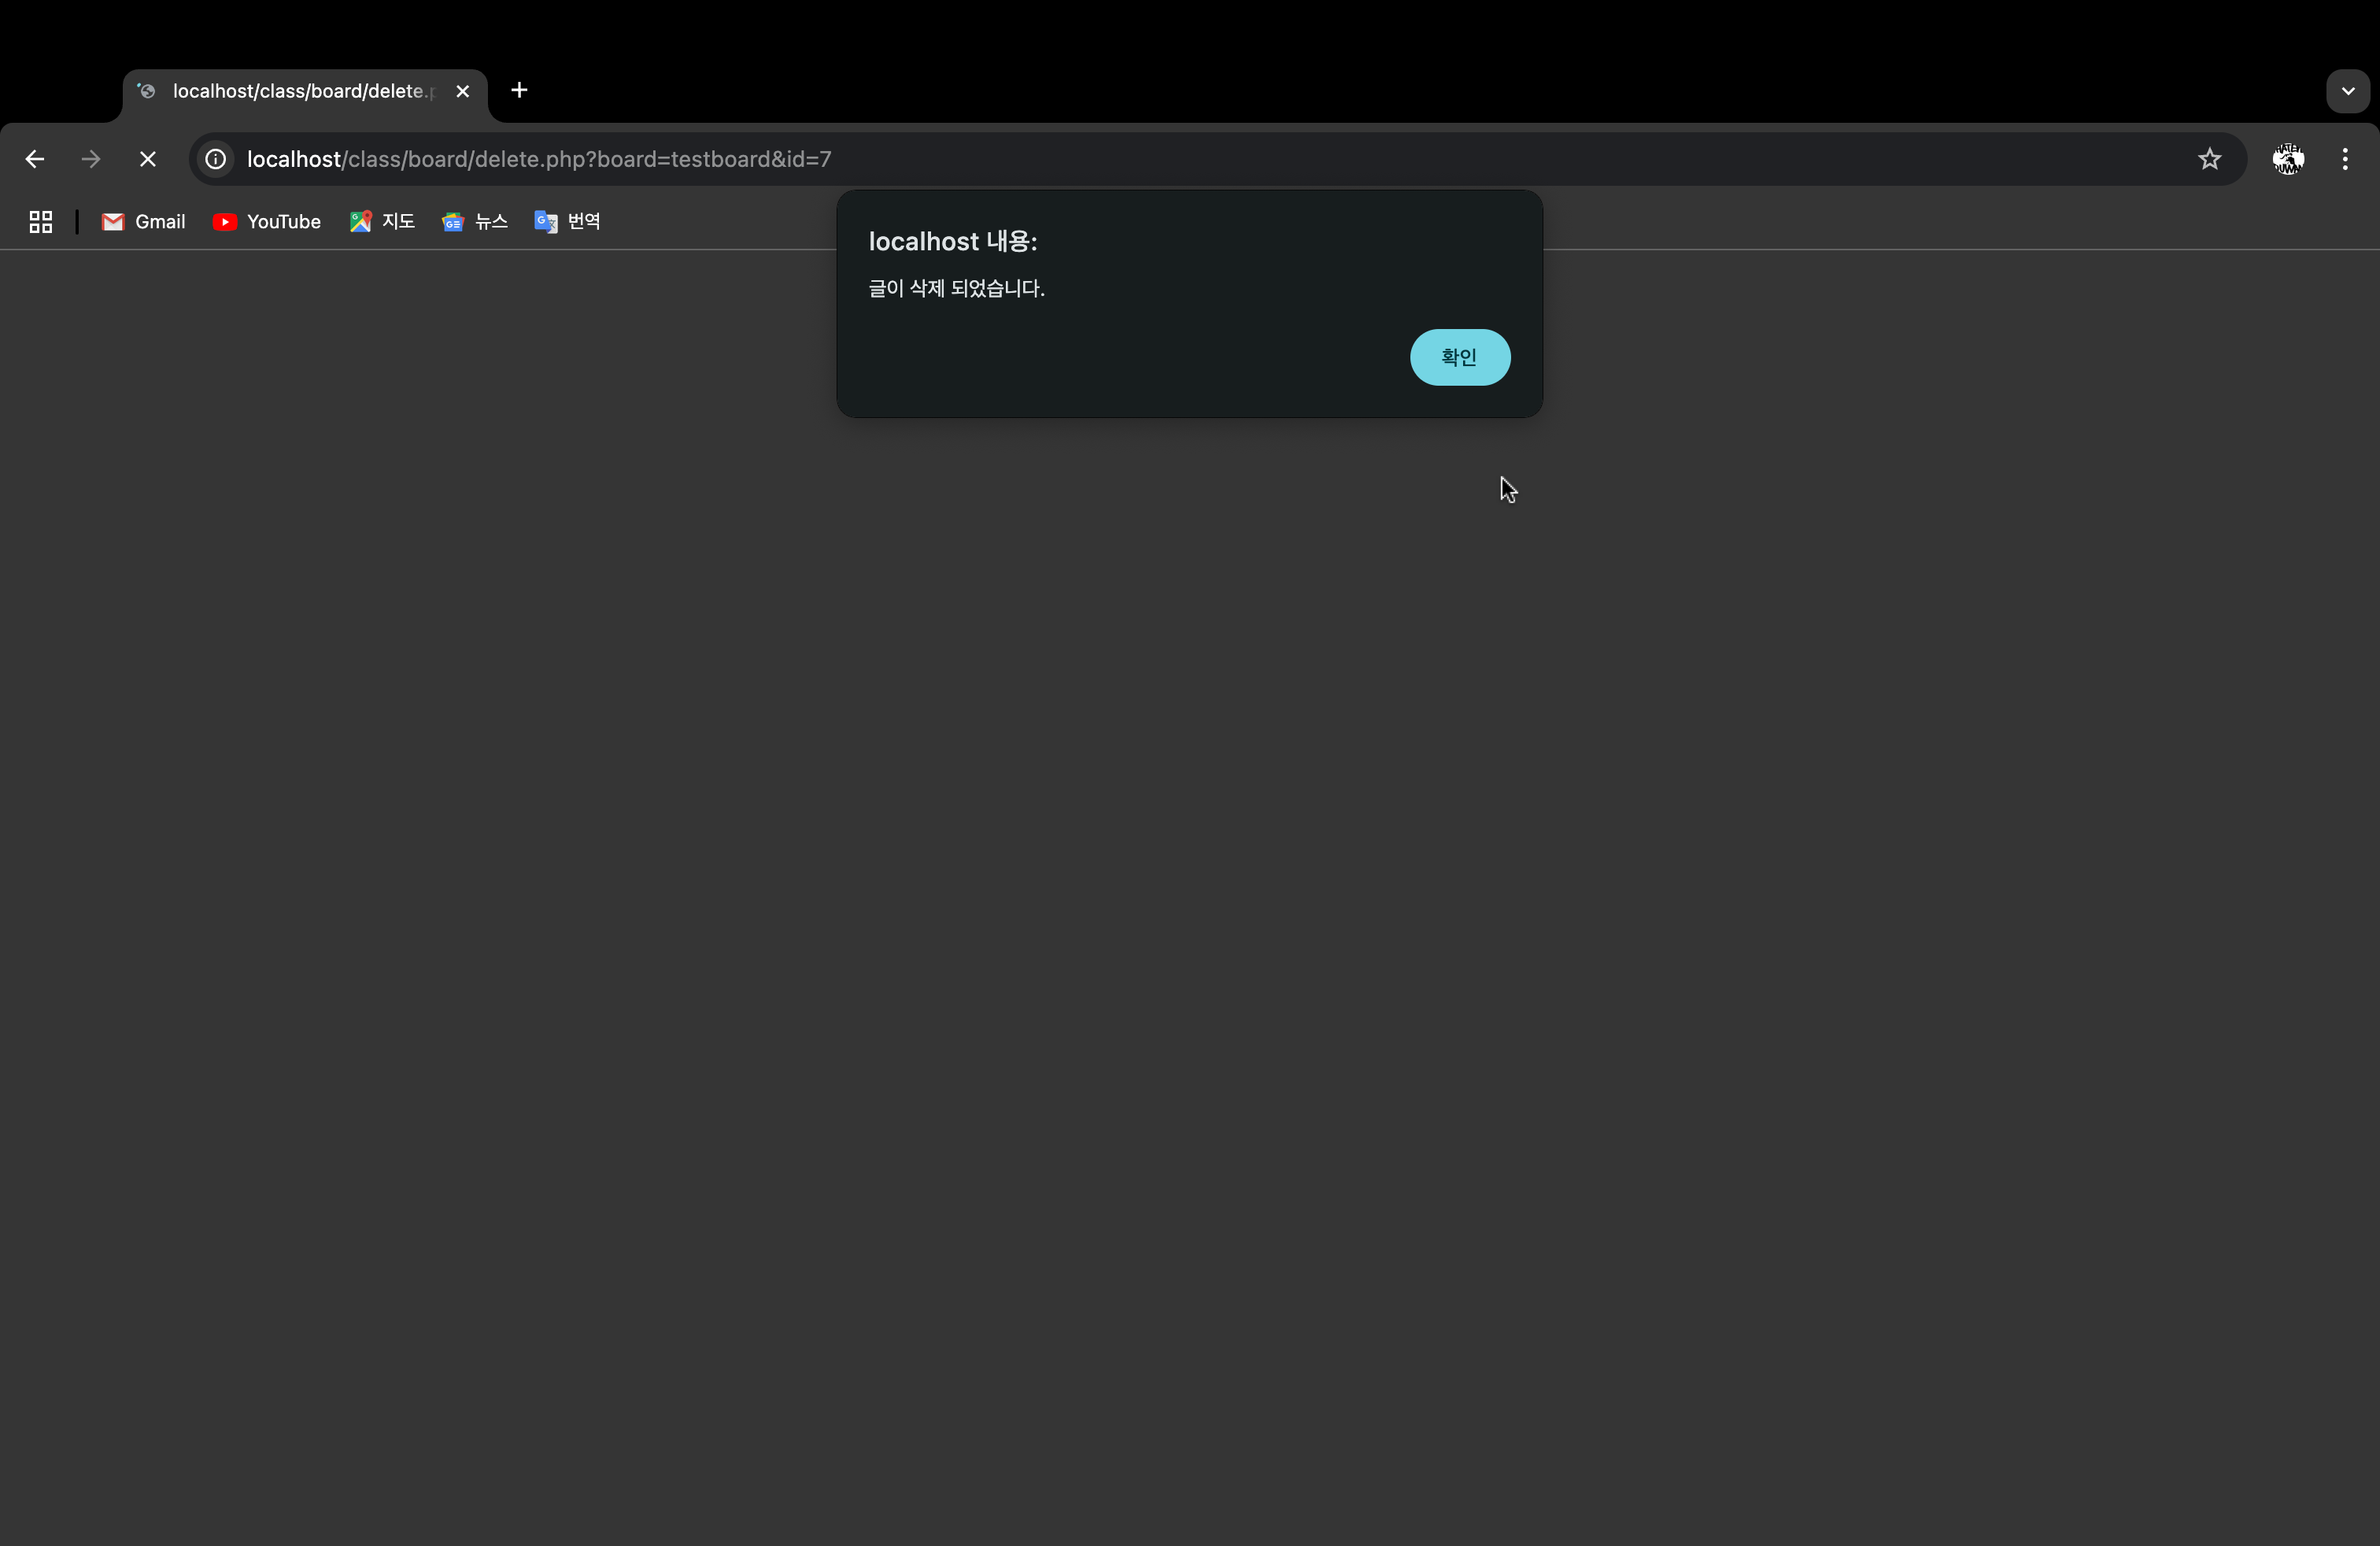 localhost/class/board/delete.p
localhost/class/board/delete.php?board=testboard&id=7
Gmail YouTube 지도 뉴스 번역
localhost 내용:
글이 삭제 되었습니다.
확인